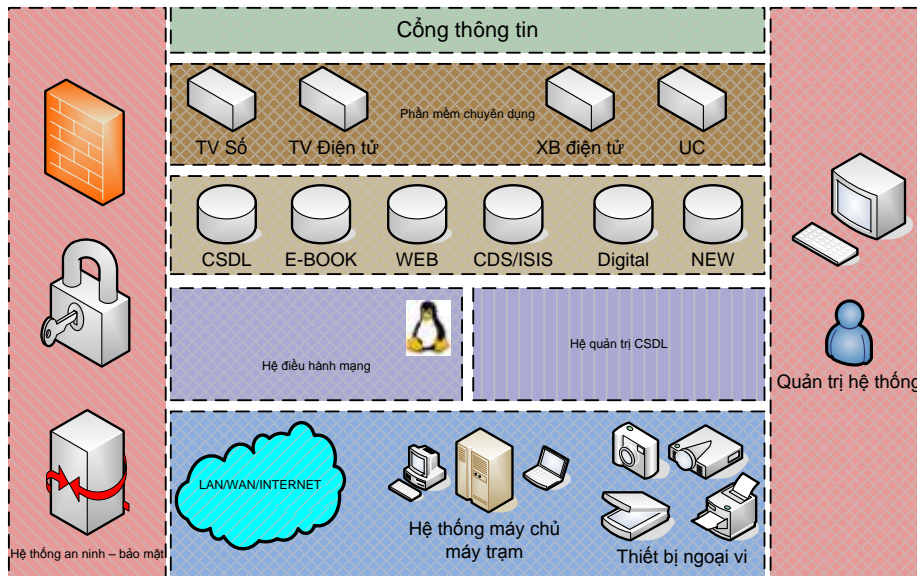 Cổng thông tin
Phần mềm chuyên dụng
TV Số
TV Điện tử
XB điện tử
UC
CSDL
E-BOOK
WEB
CDS/ISIS
Digital
NEW
Hệ điều hành mạng
Hệ quản trị CSDL
LAN/WAN/INTERNET
Hệ thống máy chủ
máy trạm
Thiết bị ngoại vi
Hệ thống an ninh – bảo mật
Quản trị hệ thống